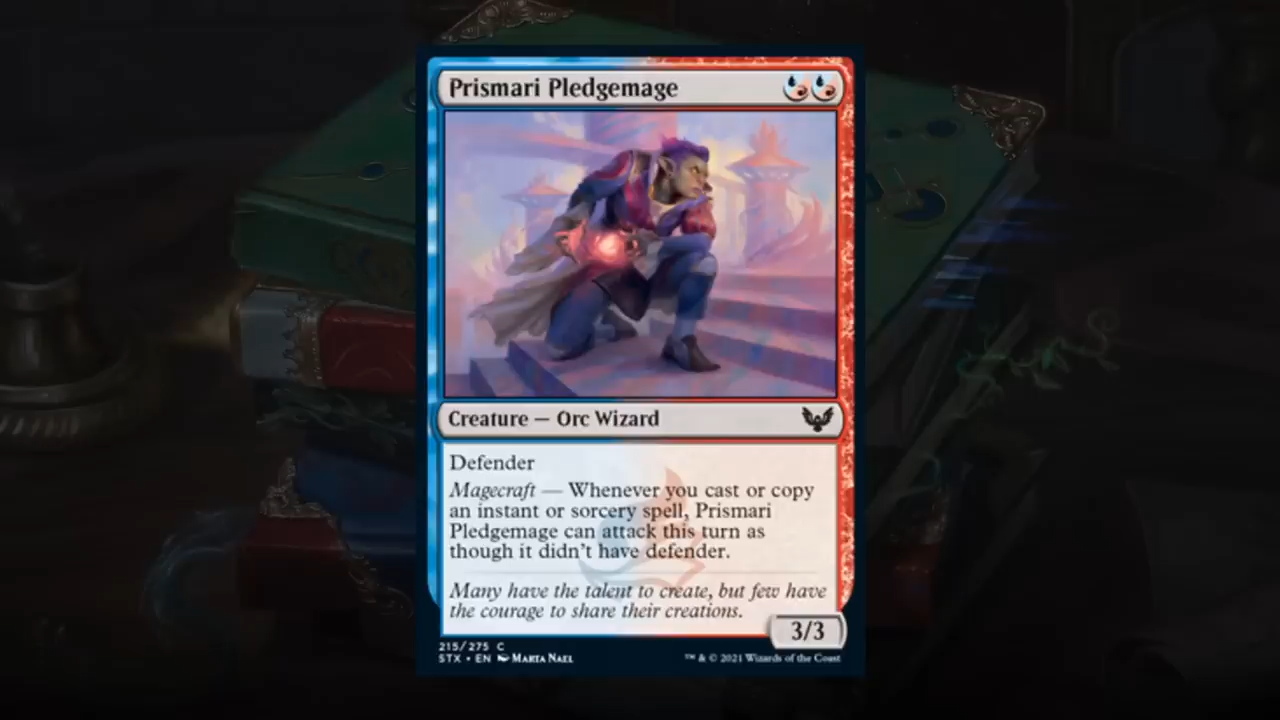 Prismari Pledgemage
Creature — Orc Wizard
Defender
Magecraft — Whenever you cast or copy
an instant or sorcery spell, Prismari
Pledgemage can attack this turn as
though it didn't have defender.
Many have the talent to create, but few have
the courage to share their creations.
3/3
215/275 C
STX • EN Marta Nael
™ & © 2021 Wizards of the Coast